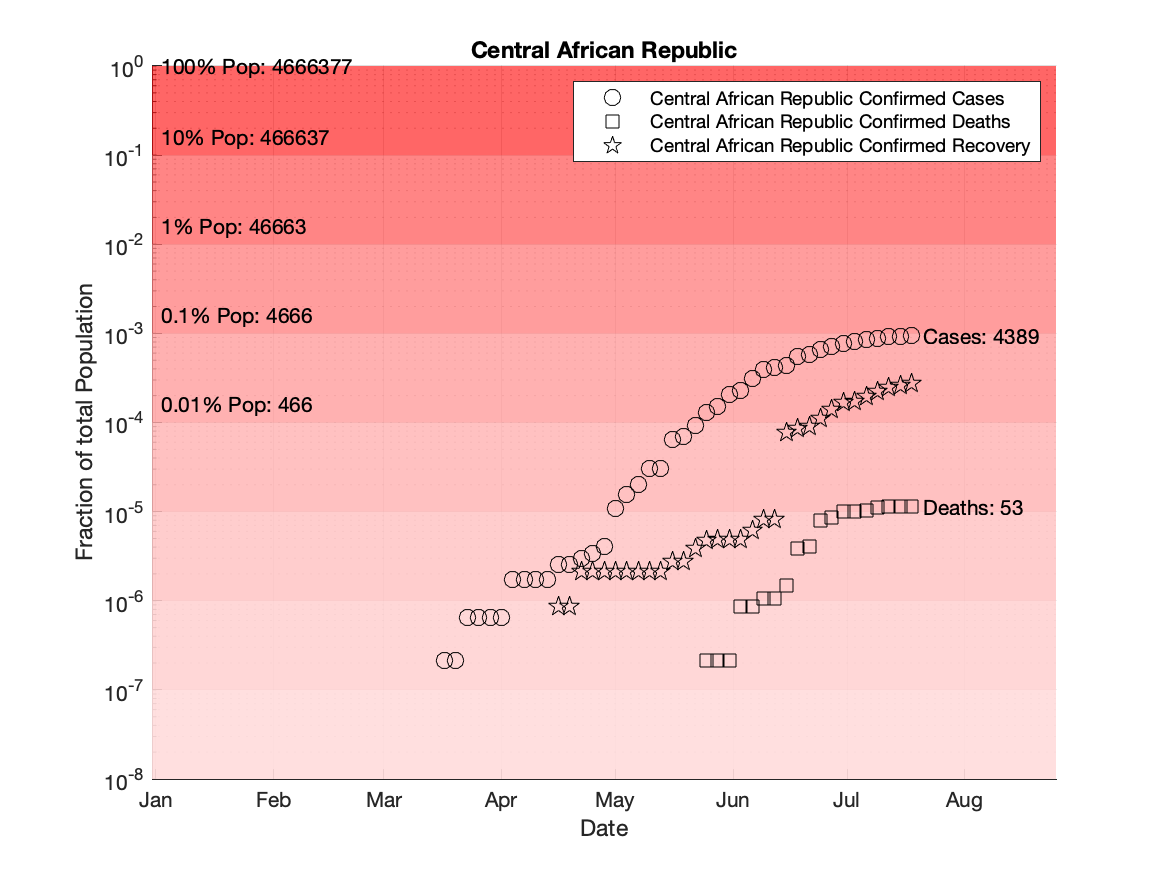 Central African Republic
10^0
100% Pop: 4666377
Central African Republic Confirmed Cases
Central African Republic Confirmed Deaths
Central African Republic Confirmed Recovery
10% Pop: 466637
10^-1
1% Pop: 46663
10^-2
0.1% Pop: 4666
10^-3
Cases: 4389
0.01% Pop: 466
10^-4
10^-5
Deaths: 53
10^-6
10^-7
10^-8
Fraction of total Population
Jan Feb Mar Apr May Jun Jul Aug
Date